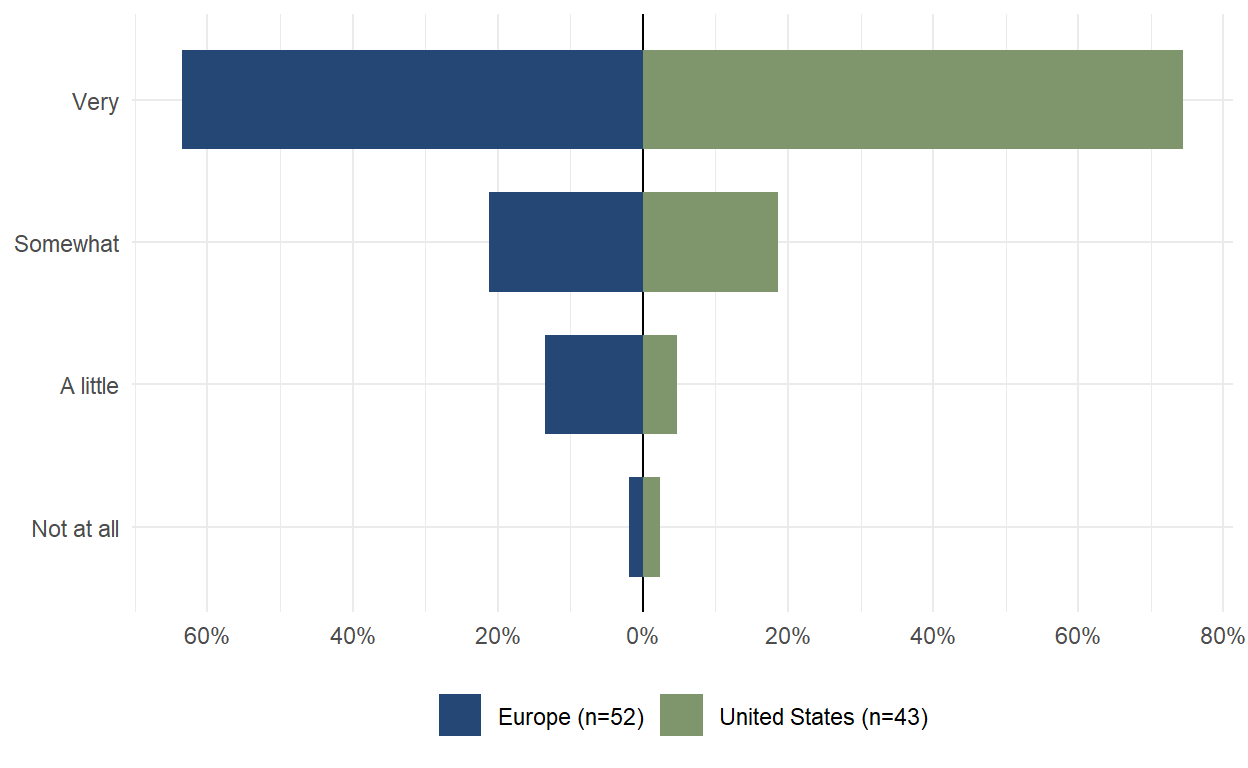 Very
Somewhat
A little
Not at all
60% 40% 20% 0% 20% 40% 60% 80%
Europe (n=52) United States (n=43)